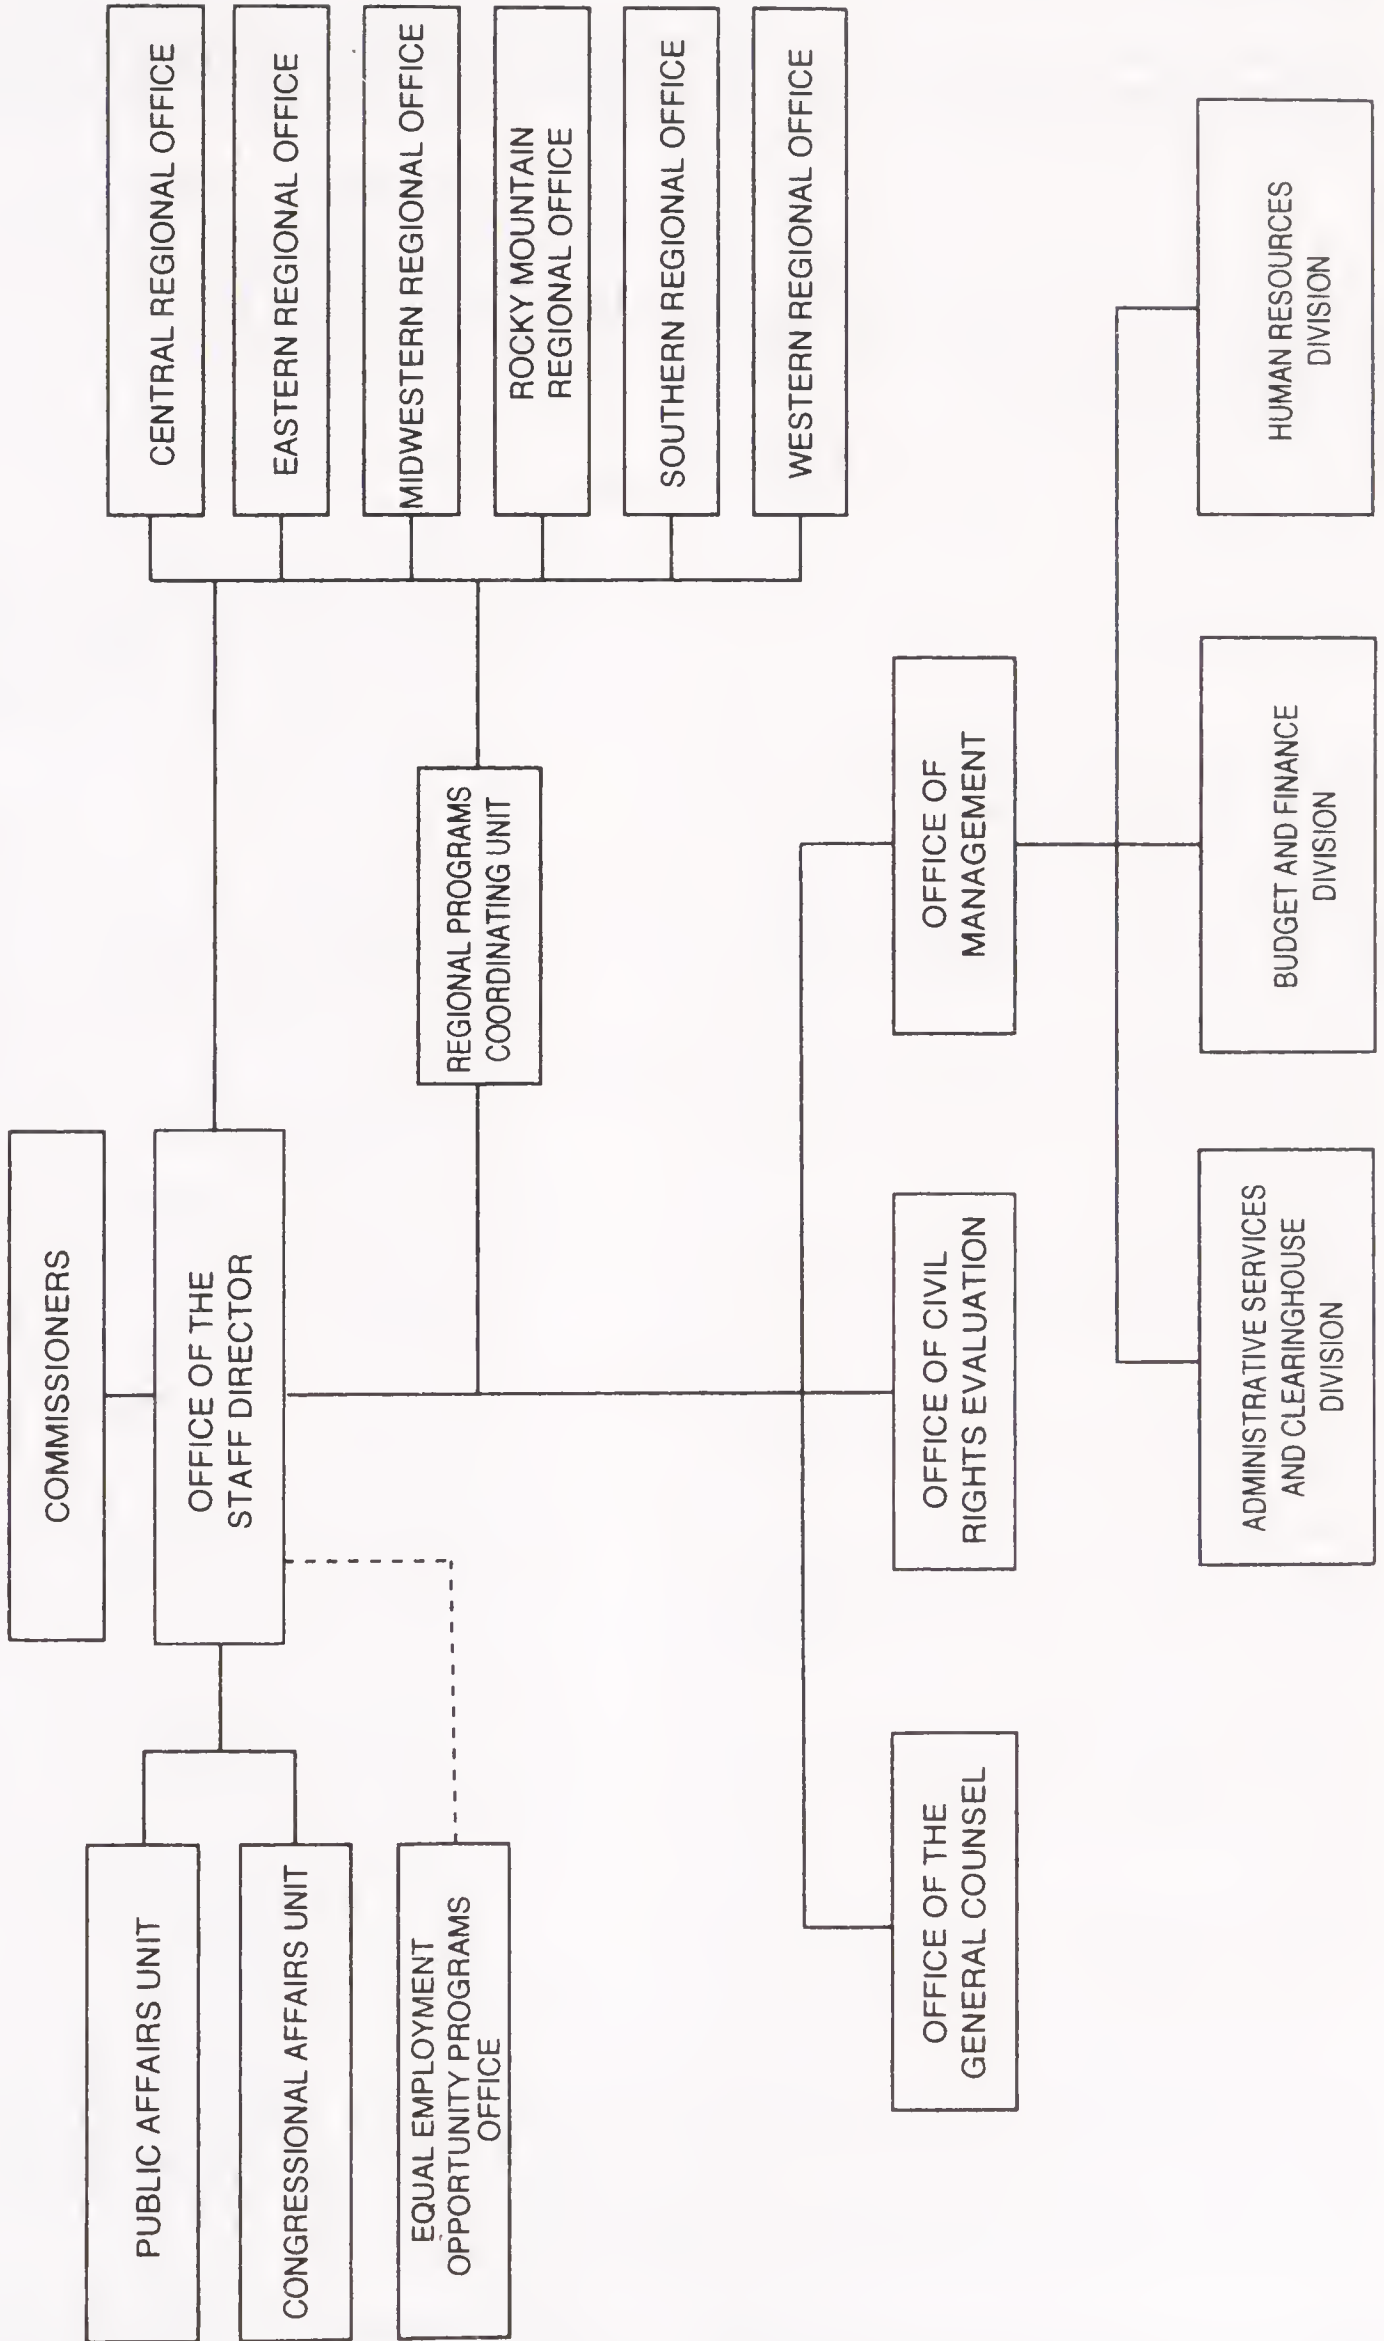 COMMISSIONERS
OFFICE OF THE
STAFF DIRECTOR
PUBLIC AFFAIRS UNIT
CONGRESSIONAL AFFAIRS UNIT
EQUAL EMPLOYMENT
OPPORTUNITY PROGRAMS
OFFICE
CENTRAL REGIONAL OFFICE
EASTERN REGIONAL OFFICE
MIDWESTERN REGIONAL OFFICE
ROCKY MOUNTAIN
REGIONAL OFFICE
SOUTHERN REGIONAL OFFICE
WESTERN REGIONAL OFFICE
REGIONAL PROGRAMS
COORDINATING UNIT
OFFICE OF THE
GENERAL COUNSEL
OFFICE OF CIVIL
RIGHTS EVALUATION
OFFICE OF
MANAGEMENT
ADMINISTRATIVE SERVICES
AND CLEARINGHOUSE
DIVISION
BUDGET AND FINANCE
DIVISION
HUMAN RESOURCES
DIVISION